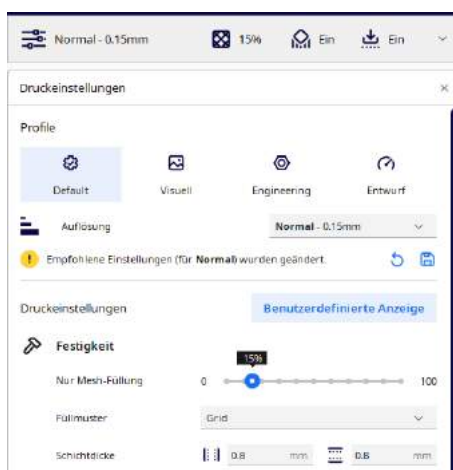 Normal - 0.15mm 15% Ein Ein
Druckeinstellungen ×
Profile
Default Visuell Engineering Entwurf
Auflösung Normal - 0.15mm
! Empfohlene Einstellungen (für Normal) wurden geändert.
Druckeinstellungen Benutzerdefinierte Anzeige
Festigkeit
15%
Nur Mesh-Füllung 0 100
Füllmuster Grid
Schichtdicke 0.8 mm 0.8 mm